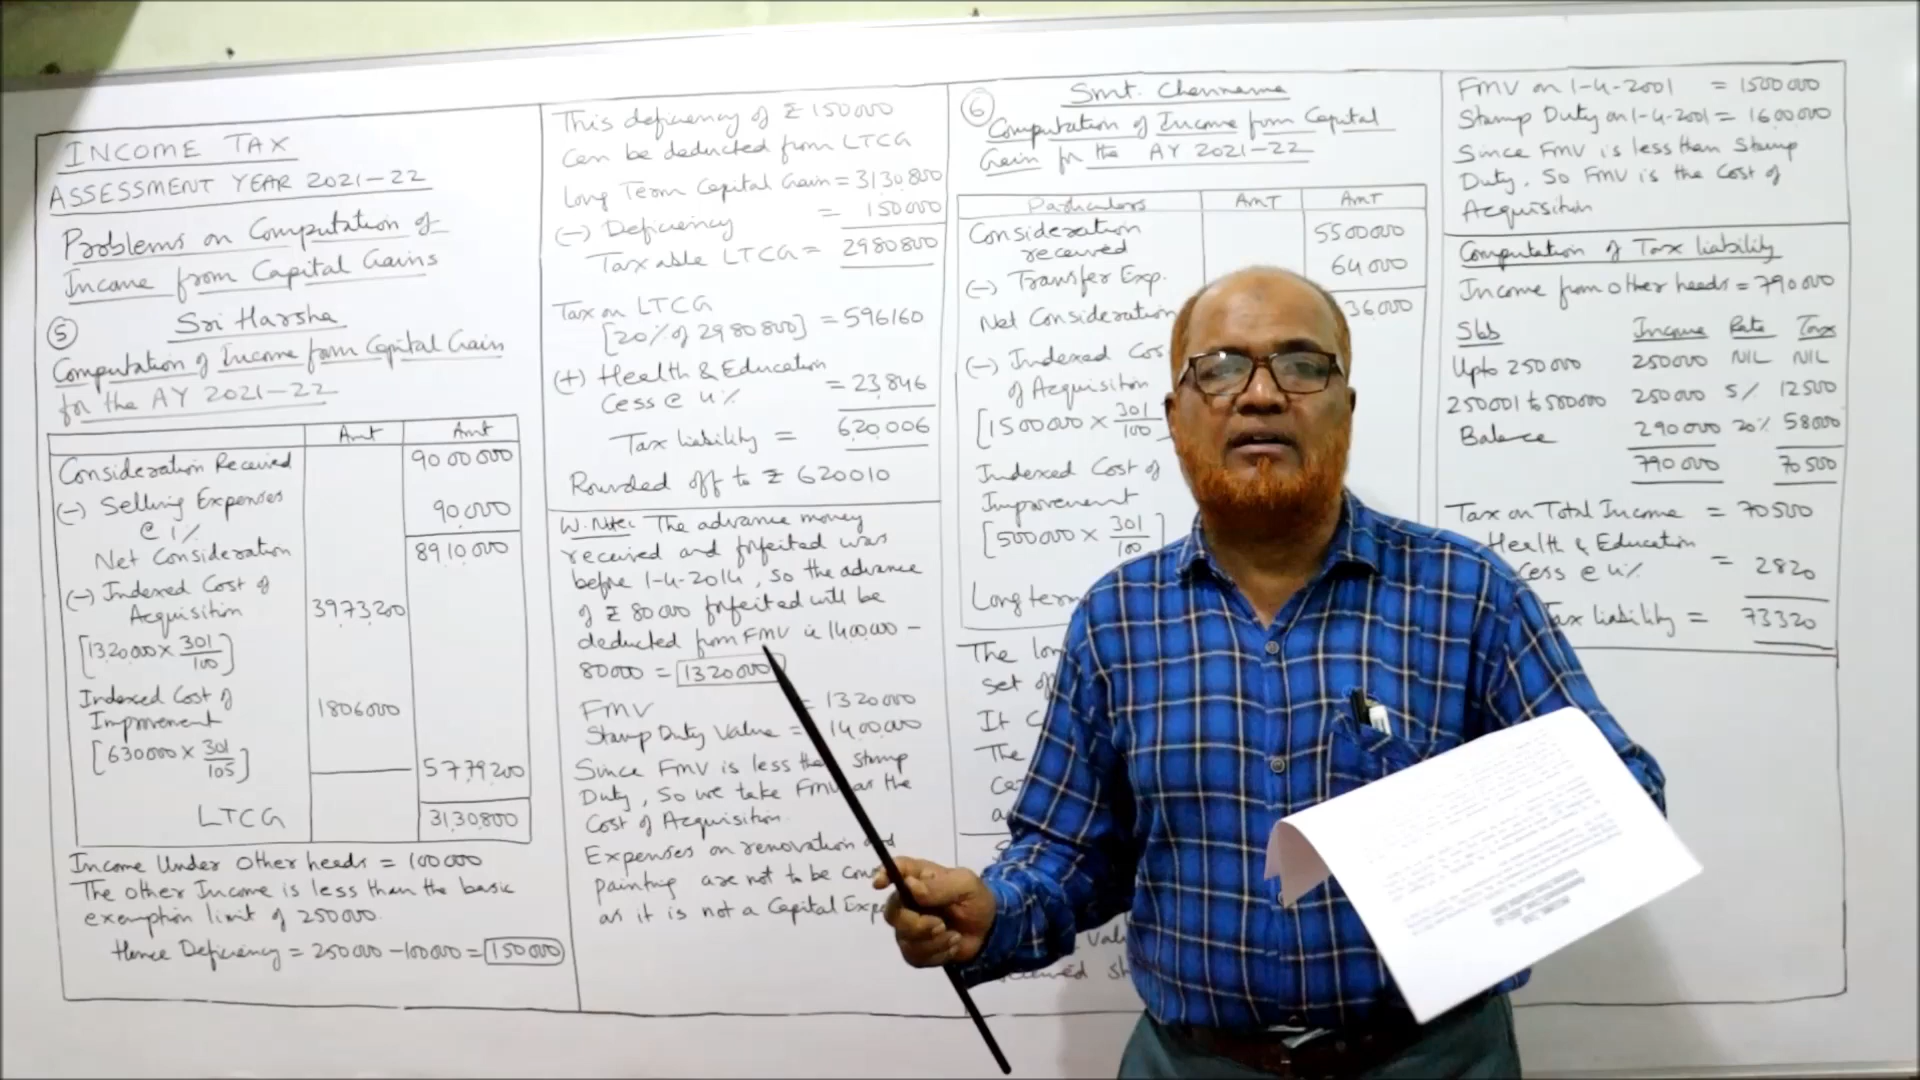 INCOME TAX
ASSESSMENT YEAR 2021-22
Problems on Computation of
Income from Capital Gains
5 Sri Harsha
Computation of Income from Capital Gain
for the AY 2021-22
Amt Amt
Consideration Received 9000000
(-) Selling Expenses
@ 1% 90,000
Net Consideration 8910,000
(-) Indexed Cost of
Acquisition 3973200
[1320000 × 301/100]
Indexed Cost of
Improvement 1806000
[630000 × 301/105]
5779200
LTCG 3130800
Income Under Other heads = 100000
The other Income is less than the basic
exemption limit of 250000.
Hence Deficiency = 250000 - 100000 = 150000
This deficiency of ₹ 150000
can be deducted from LTCG
Long Term Capital Gain = 3130800
(-) Deficiency = 150000
Taxable LTCG = 2980800
Tax on LTCG
[20% of 2980800] = 596160
(+) Health & Education
Cess @ 4% = 23,846
Tax liability = 620,006
Rounded off to ₹ 620010
W. Note: The advance money
received and forfeited was
before 1-4-2014, so the advance
of ₹ 80000 forfeited will be
deducted from FMV ie 1400000 -
80000 = 1320000
FMV = 1320000
Stamp Duty Value = 1400000
Since FMV is less than stamp
Duty, So we take FMV as the
Cost of Acquisition.
Expenses on renovation and
painting are not to be
as it is not a Capital
6 Smt. Chennama
Computation of Income from Capital
Gain for the AY 2021-22
Particulars AMT AMT
Consideration
received 5500000
(-) Transfer Exp. 64000
Net Consideration 36000
(-) Indexed
of Acquisition
[1500000 × 301/100
Indexed Cost of
Improvement
[500000 × 301/100]
Long term
The
set
It
The
FMV on 1-4-2001 = 1500000
Stamp Duty on 1-4-2001 = 1600000
Since FMV is less than Stamp
Duty, So FMV is the Cost of
Acquisition
Computation of Tax liability
Income from other heads = 790000
Slab Income Rate Tax
Upto 250000 250000 NIL NIL
250001 to 500000 250000 5% 12500
Balance 290000 20% 58000
790000 70500
Tax on Total Income = 70500
Health & Education
Cess @ 4% = 2820
Tax liability = 73320